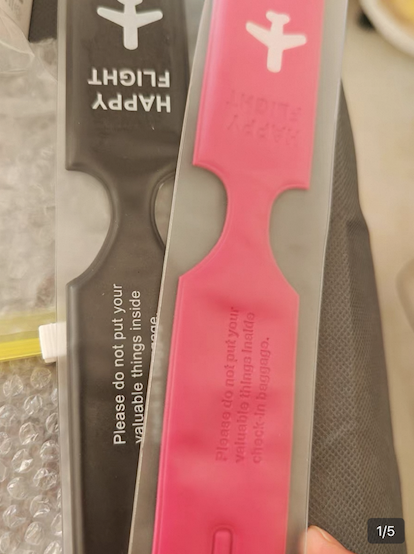 HAPPY
FLIGHT
HAPPY
FLIGHT
Please do not put your
valuable things inside
Please do not put your
valuable things inside
check-in baggage.
1/5